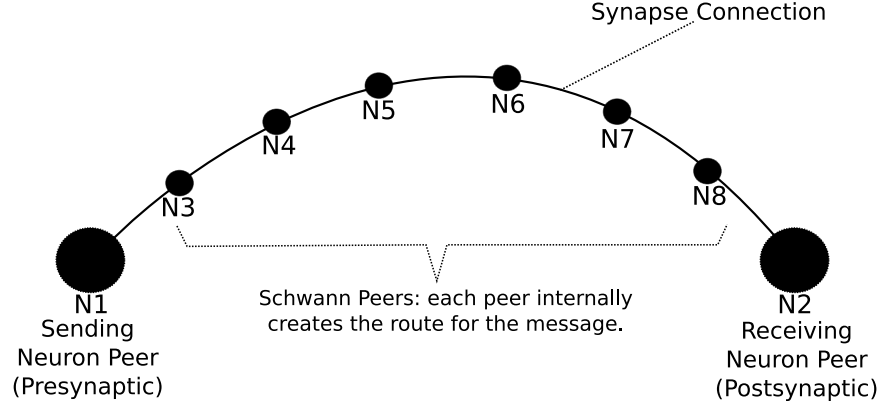 Synapse Connection
N6
N5
N7
N4
N8
N3
N1
Sending
Neuron Peer
(Presynaptic)
Schwann Peers: each peer internally
creates the route for the message.
N2
Receiving
Neuron Peer
(Postsynaptic)